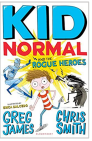 KID
NORMAL
AND THE
ROGUE HEROES
GREG
JAMES
CHRIS
SMITH